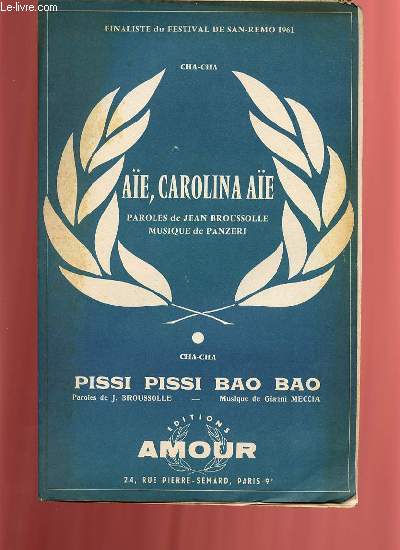 Le-livre.com
FINALISTE du FESTIVAL DE SAN-REMO 1961
CHA-CHA
AÏE, CAROLINA AÏE
PAROLES de JEAN BROUSSOLLE
MUSIQUE de PANZERI
CHA-CHA
PISSI PISSI BAO BAO
Paroles de J. BROUSSOLLE — Musique de Gianni MECCIA
EDITIONS
AMOUR
24, RUE PIERRE-SEMARD, PARIS-9e